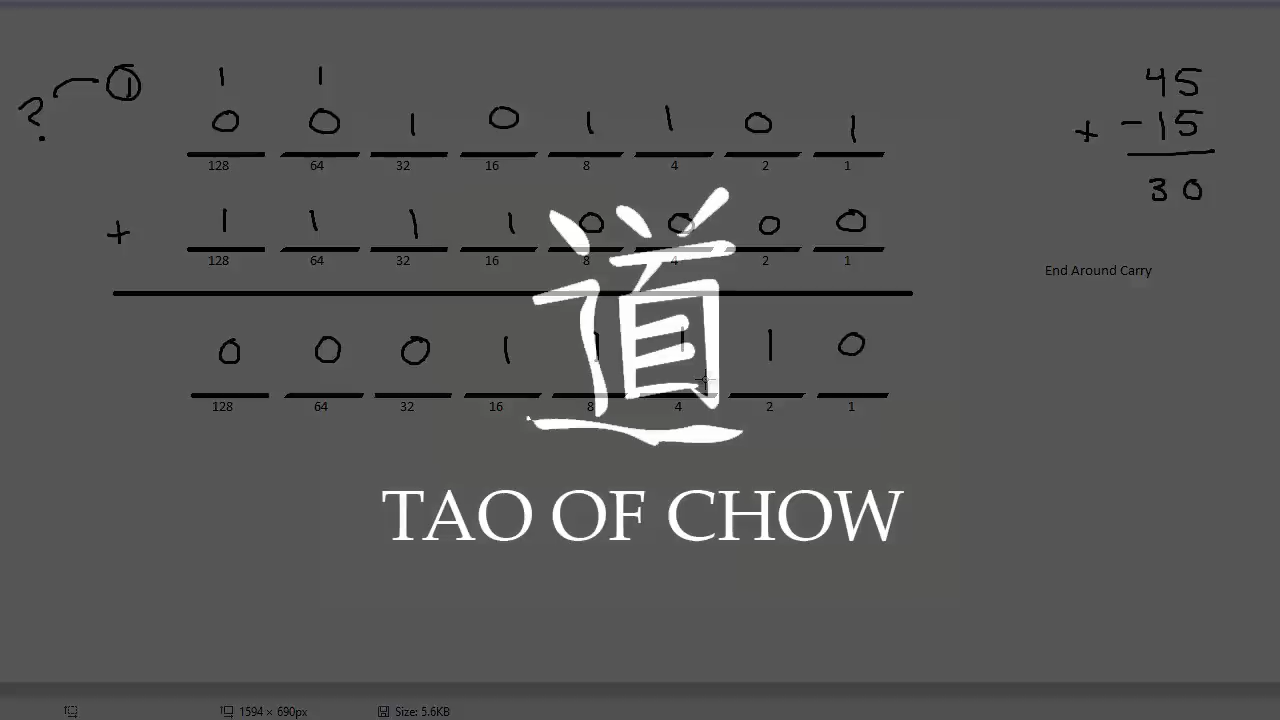 1 1 1 45
? 0 0 1 0 1 1 0 1 + -15
128 64 32 16 8 4 2 1
30
+ 1 1 1 1 0 0 0 0
128 64 32 16 8 4 2 1
End Around Carry
0 0 0 1 1 1 1 0
128 64 32 16 8 4 2 1
道
TAO OF CHOW
1594 × 690px Size: 5.6KB